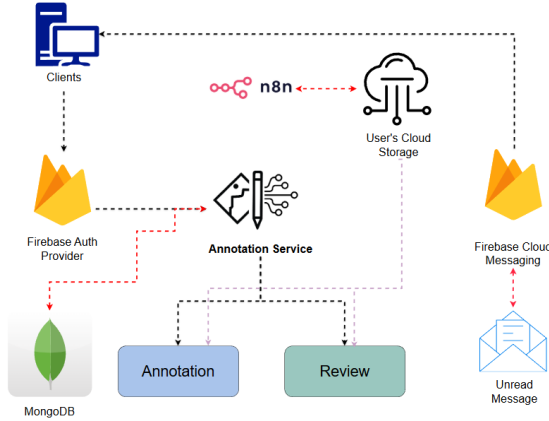 Clients
n8n
User's Cloud
Storage
Firebase Auth
Provider
Annotation Service
Firebase Cloud
Messaging
Annotation
Review
MongoDB
Unread
Message